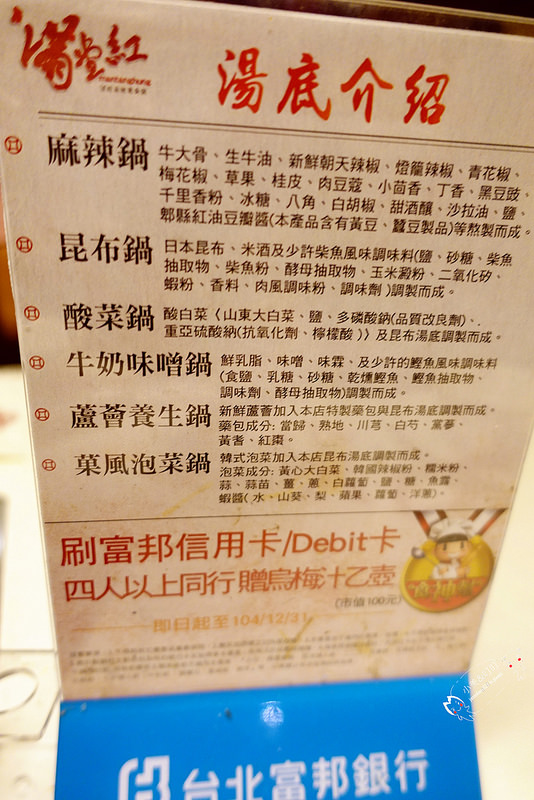 滿堂紅
mantanghong
湯底介紹
麻辣鍋
牛大骨、生牛油、新鮮朝天辣椒、燈籠辣椒、青花椒、
梅花椒、草果、桂皮、肉豆蔻、小茴香、丁香、黑豆豉、
千里香粉、冰糖、八角、白胡椒、甜酒釀、沙拉油、鹽、
郫縣紅油豆瓣醬(本產品含有黃豆、蠶豆製品)等熬製而成。
昆布鍋
日本昆布、米酒及少許柴魚風味調味料(鹽、砂糖、柴魚
抽取物、柴魚粉、酵母抽取物、玉米澱粉、二氧化矽、
蝦粉、香料、肉風調味粉、調味劑)調製而成。
酸菜鍋
酸白菜〈山東大白菜、鹽、多磷酸鈉(品質改良劑)、
重亞硫酸鈉(抗氧化劑、檸檬酸)〉及昆布湯底調製而成。
牛奶味噌鍋
鮮乳脂、味噌、味霖、及少許的鰹魚風味調味料
(食鹽、乳糖、砂糖、乾燻鰹魚、鰹魚抽取物、
調味劑、酵母抽取物)調製而成。
蘆薈養生鍋
新鮮蘆薈加入本店特製藥包與昆布湯底調製而成。
藥包成分: 當歸、熟地、川芎、白芍、黨蔘、
黃耆、紅棗。
菓風泡菜鍋
韓式泡菜加入本店昆布湯底調製而成。
泡菜成分: 黃心大白菜、韓國辣椒粉、糯米粉、
蒜、蒜苗、薑、蔥、白蘿蔔、鹽、糖、魚露、
蝦醬(水、山葵、梨、蘋果、蘿蔔、洋蔥)。
刷富邦信用卡/Debit卡
四人以上同行贈烏梅汁乙壺
(市值100元)
即日起至104/12/31
台北富邦銀行